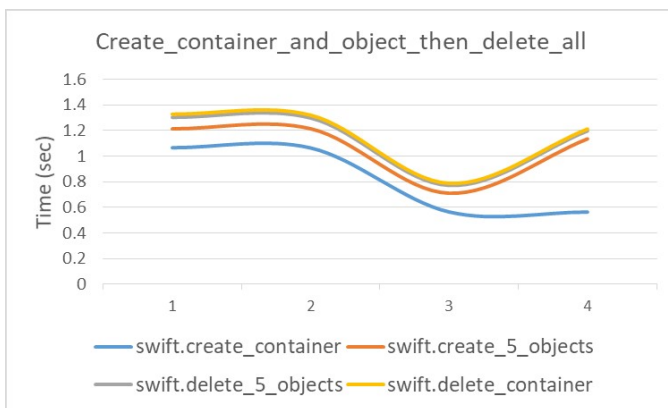 Create_container_and_object_then_delete_all
1.6
1.4
1.2
1
0.8
0.6
0.4
0.2
0
Time (sec)
1 2 3 4
swift.create_container swift.create_5_objects
swift.delete_5_objects swift.delete_container